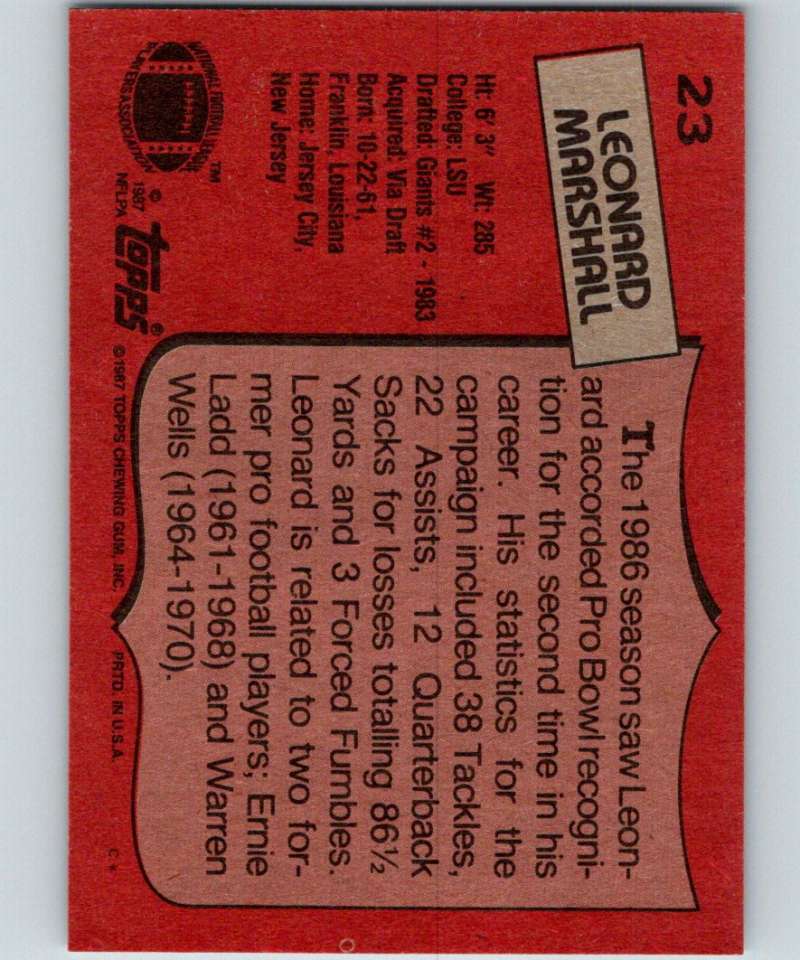 23
LEONARD
MARSHALL
Ht: 6' 3" Wt: 285
College: LSU
Drafted: Giants #2 - 1983
Acquired: Via Draft
Born: 10-22-61,
Franklin, Louisiana
Home: Jersey City,
New Jersey
NATIONAL FOOTBALL LEAGUE
PLAYERS ASSOCIATION
™
© 1987
NFLPA
topps®
The 1986 season saw Leon-
ard accorded Pro Bowl recogni-
tion for the second time in his
career. His statistics for the
campaign included 38 Tackles,
22 Assists, 12 Quarterback
Sacks for losses totalling 86½
Yards and 3 Forced Fumbles.
Leonard is related to two for-
mer pro football players; Ernie
Ladd (1961-1968) and Warren
Wells (1964-1970).
© 1987 TOPPS CHEWING GUM, INC. PRTD. IN U.S.A. C*